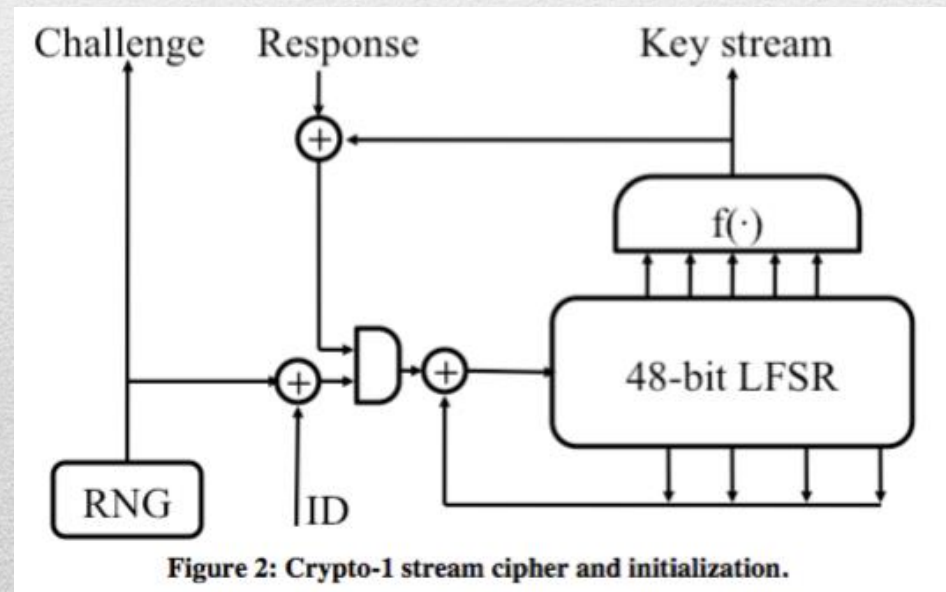 Challenge Response Key stream
f(·)
48-bit LFSR
RNG
ID
Figure 2: Crypto-1 stream cipher and initialization.